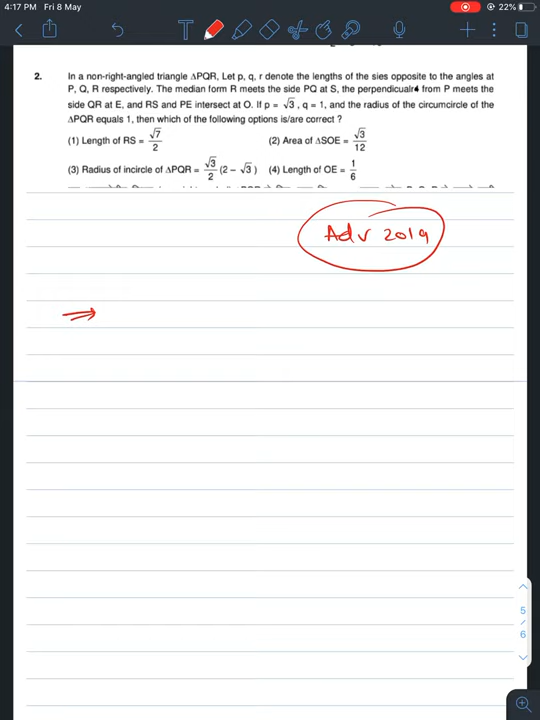 4:17 PM Fri 8 May
22%
2. In a non-right-angled triangle ΔPQR, Let p, q, r denote the lengths of the sies opposite to the angles at
P, Q, R respectively. The median form R meets the side PQ at S, the perpendicualr from P meets the
side QR at E, and RS and PE intersect at O. If p = √3 , q = 1, and the radius of the circumcircle of the
ΔPQR equals 1, then which of the following options is/are correct ?
(1) Length of RS = √7/2 (2) Area of ΔSOE = √3/12
(3) Radius of incircle of ΔPQR = √3/2 (2 – √3 ) (4) Length of OE = 1/6
Adv 2019
⇒
5
/
6